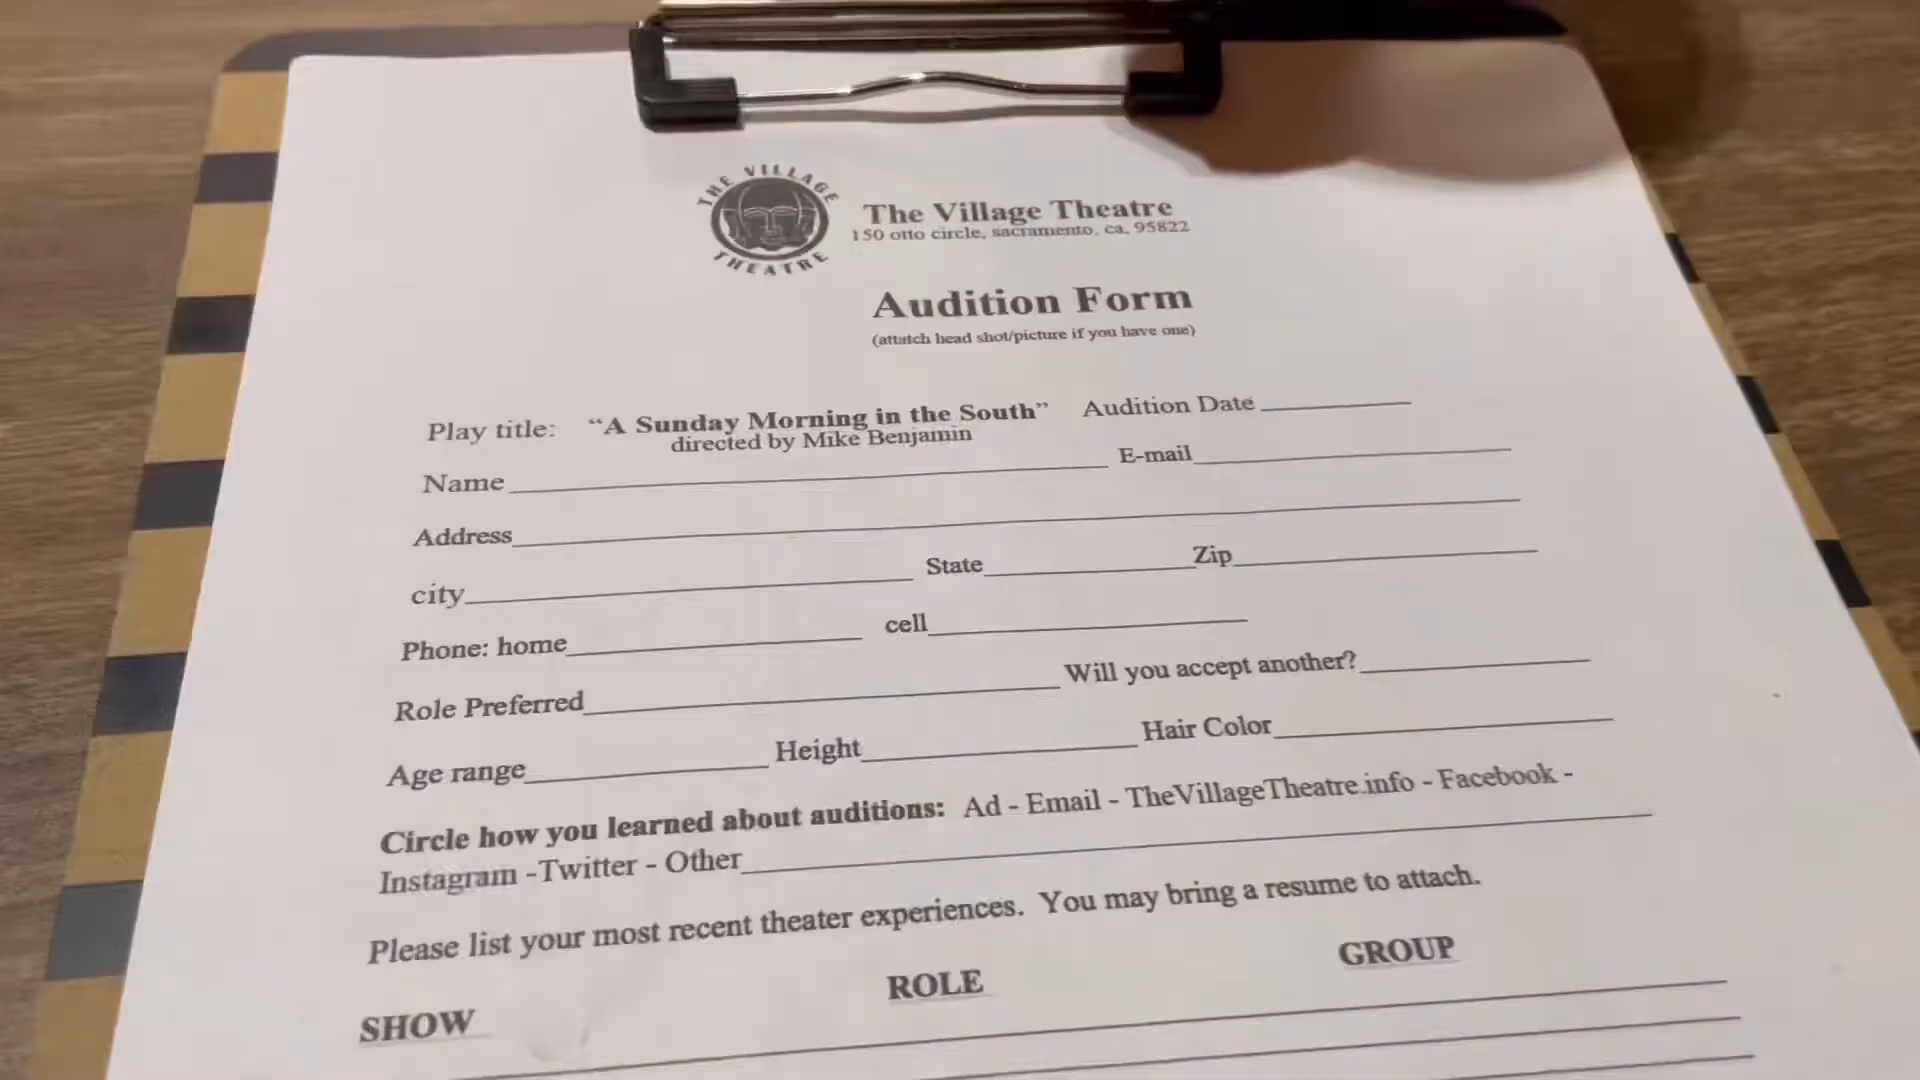 THE VILLAGE THEATRE
The Village Theatre
150 otto circle, sacramento, ca, 95822
Audition Form
(attatch head shot/picture if you have one)
Play title: "A Sunday Morning in the South" Audition Date
directed by Mike Benjamin
Name E-mail
Address
city State Zip
Phone: home cell
Role Preferred Will you accept another?
Age range Height Hair Color
Circle how you learned about auditions: Ad - Email - TheVillageTheatre.info - Facebook -
Instagram -Twitter - Other
Please list your most recent theater experiences. You may bring a resume to attach.
SHOW ROLE GROUP